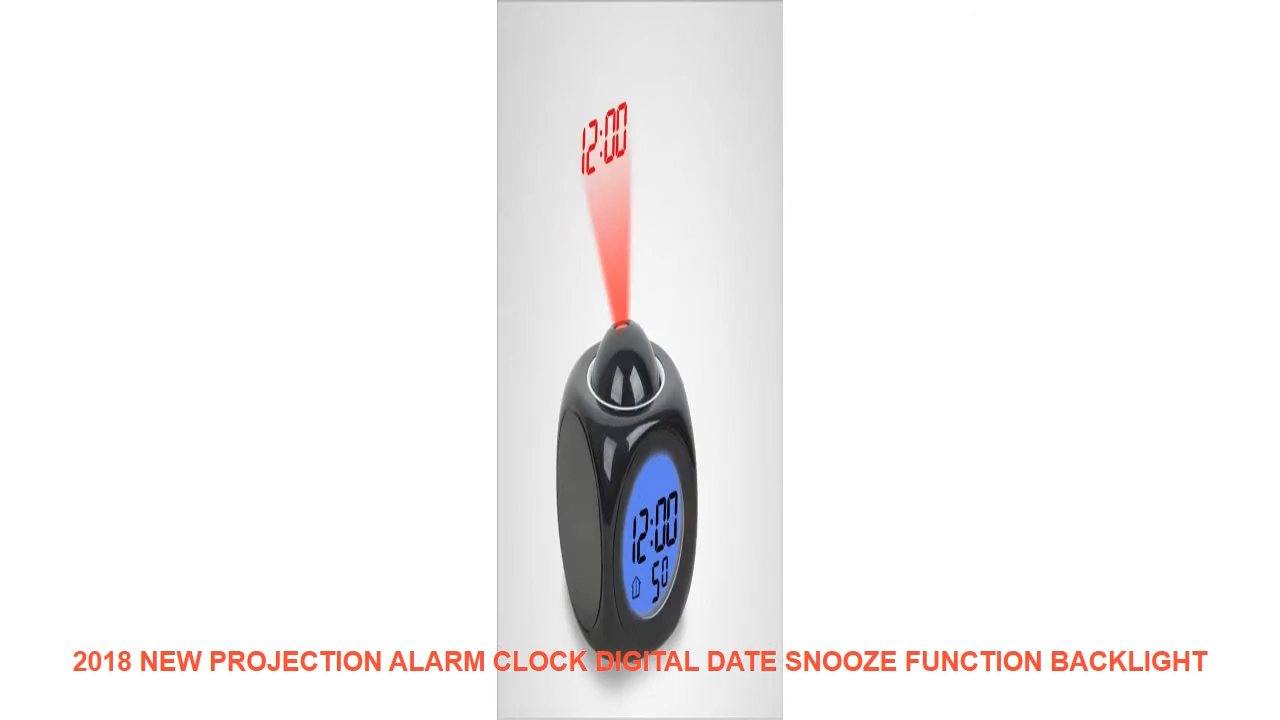 12:00
12:00
50
2018 NEW PROJECTION ALARM CLOCK DIGITAL DATE SNOOZE FUNCTION BACKLIGHT